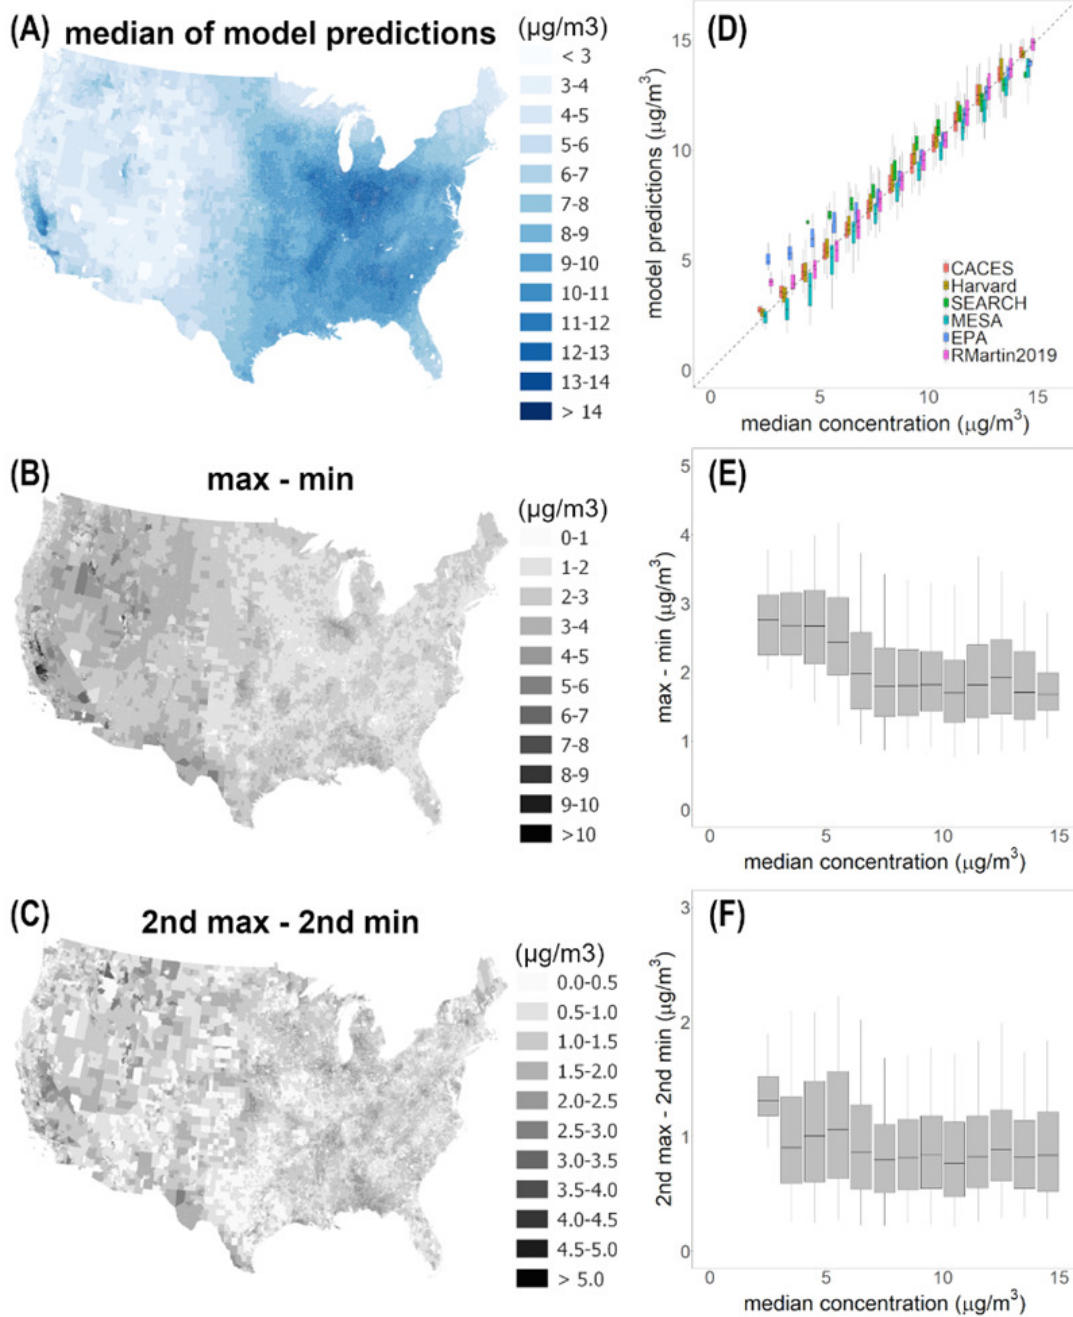 (A) median of model predictions
(μg/m3)
< 3
3-4
4-5
5-6
6-7
7-8
8-9
9-10
10-11
11-12
12-13
13-14
> 14
(D)
model predictions (μg/m³)
15
10
5
0
CACES
Harvard
SEARCH
MESA
EPA
RMartin2019
0 5 10 15
median concentration (μg/m³)
(B)
max - min
(μg/m3)
0-1
1-2
2-3
3-4
4-5
5-6
6-7
7-8
8-9
9-10
>10
(E)
max - min (μg/m³)
5
4
3
2
1
0
0 5 10 15
median concentration (μg/m³)
(C)
2nd max - 2nd min
(μg/m3)
0.0-0.5
0.5-1.0
1.0-1.5
1.5-2.0
2.0-2.5
2.5-3.0
3.0-3.5
3.5-4.0
4.0-4.5
4.5-5.0
> 5.0
(F)
2nd max - 2nd min (μg/m³)
3
2
1
0
0 5 10 15
median concentration (μg/m³)